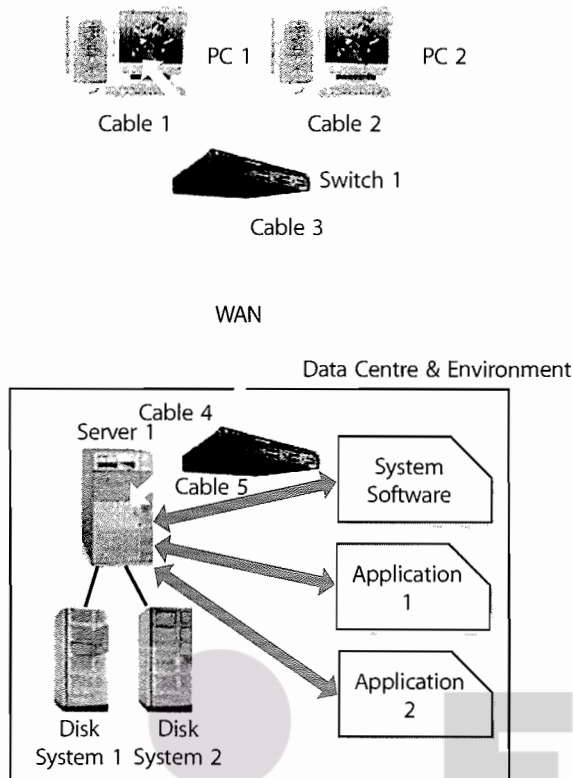 PC 1 PC 2
Cable 1 Cable 2
Switch 1
Cable 3
WAN
Data Centre & Environment
Cable 4
Server 1
Cable 5
System
Software
Application
1
Application
2
Disk Disk
System 1 System 2